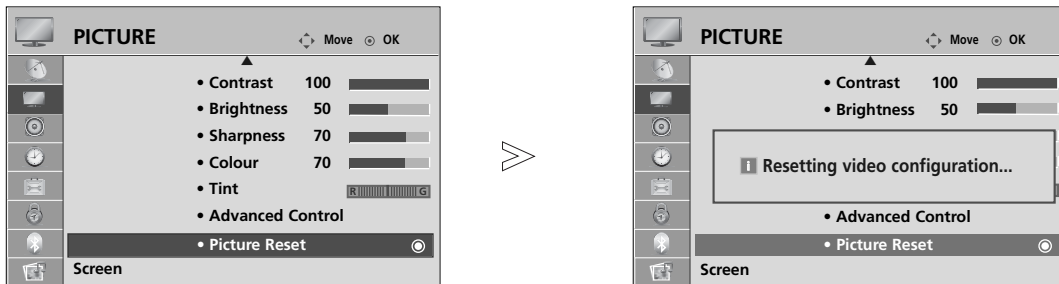 PICTURE Move OK
• Contrast 100
• Brightness 50
• Sharpness 70
• Colour 70
• Tint R G
• Advanced Control
• Picture Reset
Screen
PICTURE Move OK
• Contrast 100
• Brightness 50
i Resetting video configuration...
• Advanced Control
• Picture Reset
Screen